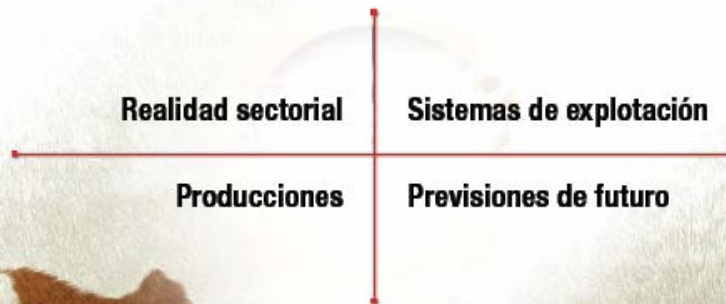 Realidad sectorial
Sistemas de explotación
Producciones
Previsiones de futuro